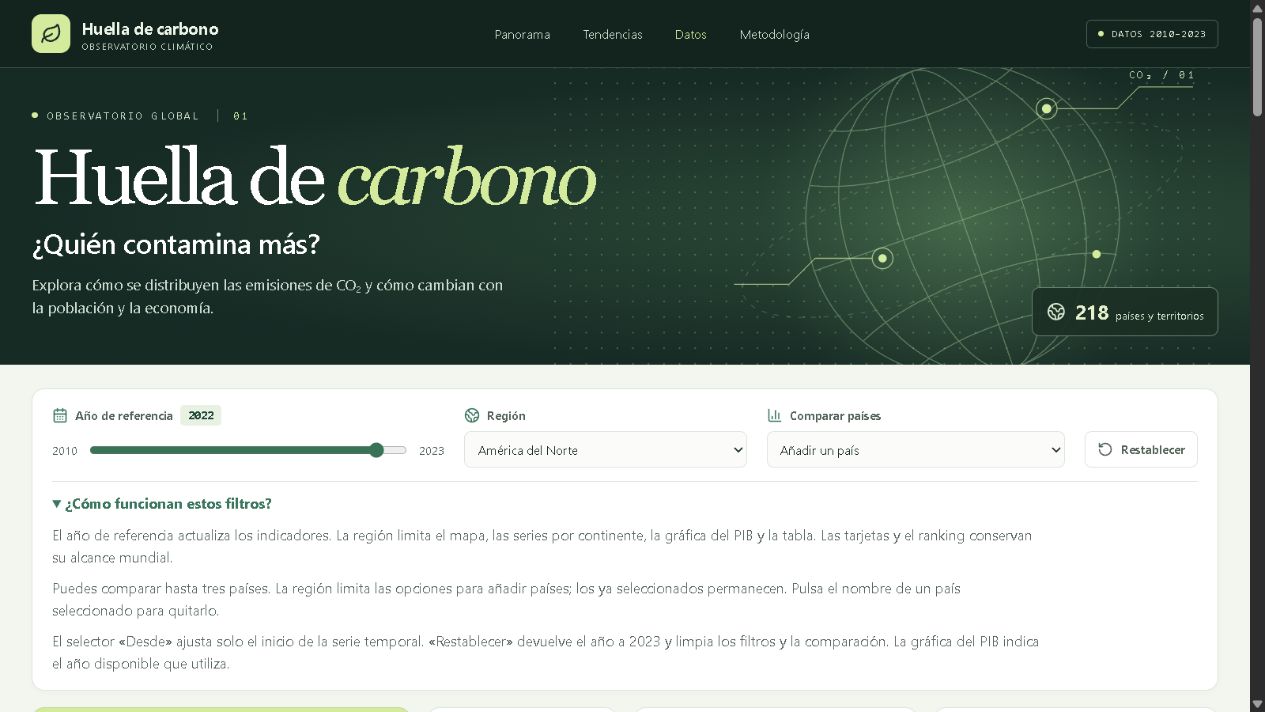 Huella de carbono
OBSERVATORIO CLIMÁTICO
Panorama
Tendencias
Datos
Metodología
DATOS 2010–2023
CO₂ / 01
OBSERVATORIO GLOBAL | 01
Huella de carbono
¿Quién contamina más?
Explora cómo se distribuyen las emisiones de CO₂ y cómo cambian con
la población y la economía.
218 países y territorios
Año de referencia 2022
Región
Comparar países
2010
2023
América del Norte
Añadir un país
Restablecer
¿Cómo funcionan estos filtros?
El año de referencia actualiza los indicadores. La región limita el mapa, las series por continente, la gráfica del PIB y la tabla. Las tarjetas y el ranking conservan
su alcance mundial.
Puedes comparar hasta tres países. La región limita las opciones para añadir países; los ya seleccionados permanecen. Pulsa el nombre de un país
seleccionado para quitarlo.
El selector «Desde» ajusta solo el inicio de la serie temporal. «Restablecer» devuelve el año a 2023 y limpia los filtros y la comparación. La gráfica del PIB indica
el año disponible que utiliza.